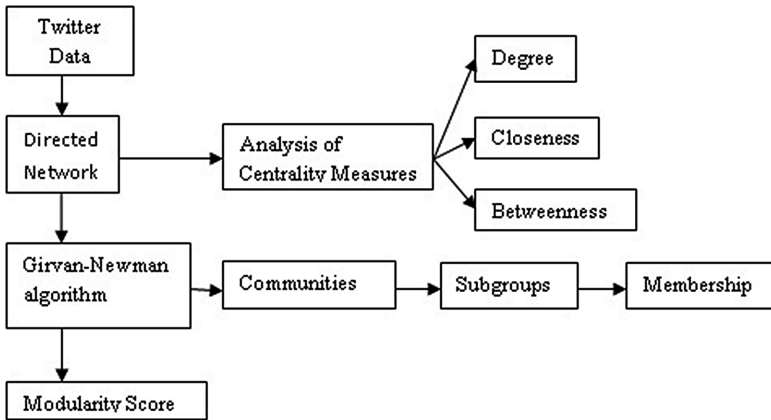 Twitter
Data
Degree
Directed
Network
Analysis of
Centrality Measures
Closeness
Betweenness
Girvan-Newman
algorithm
Communities
Subgroups
Membership
Modularity Score